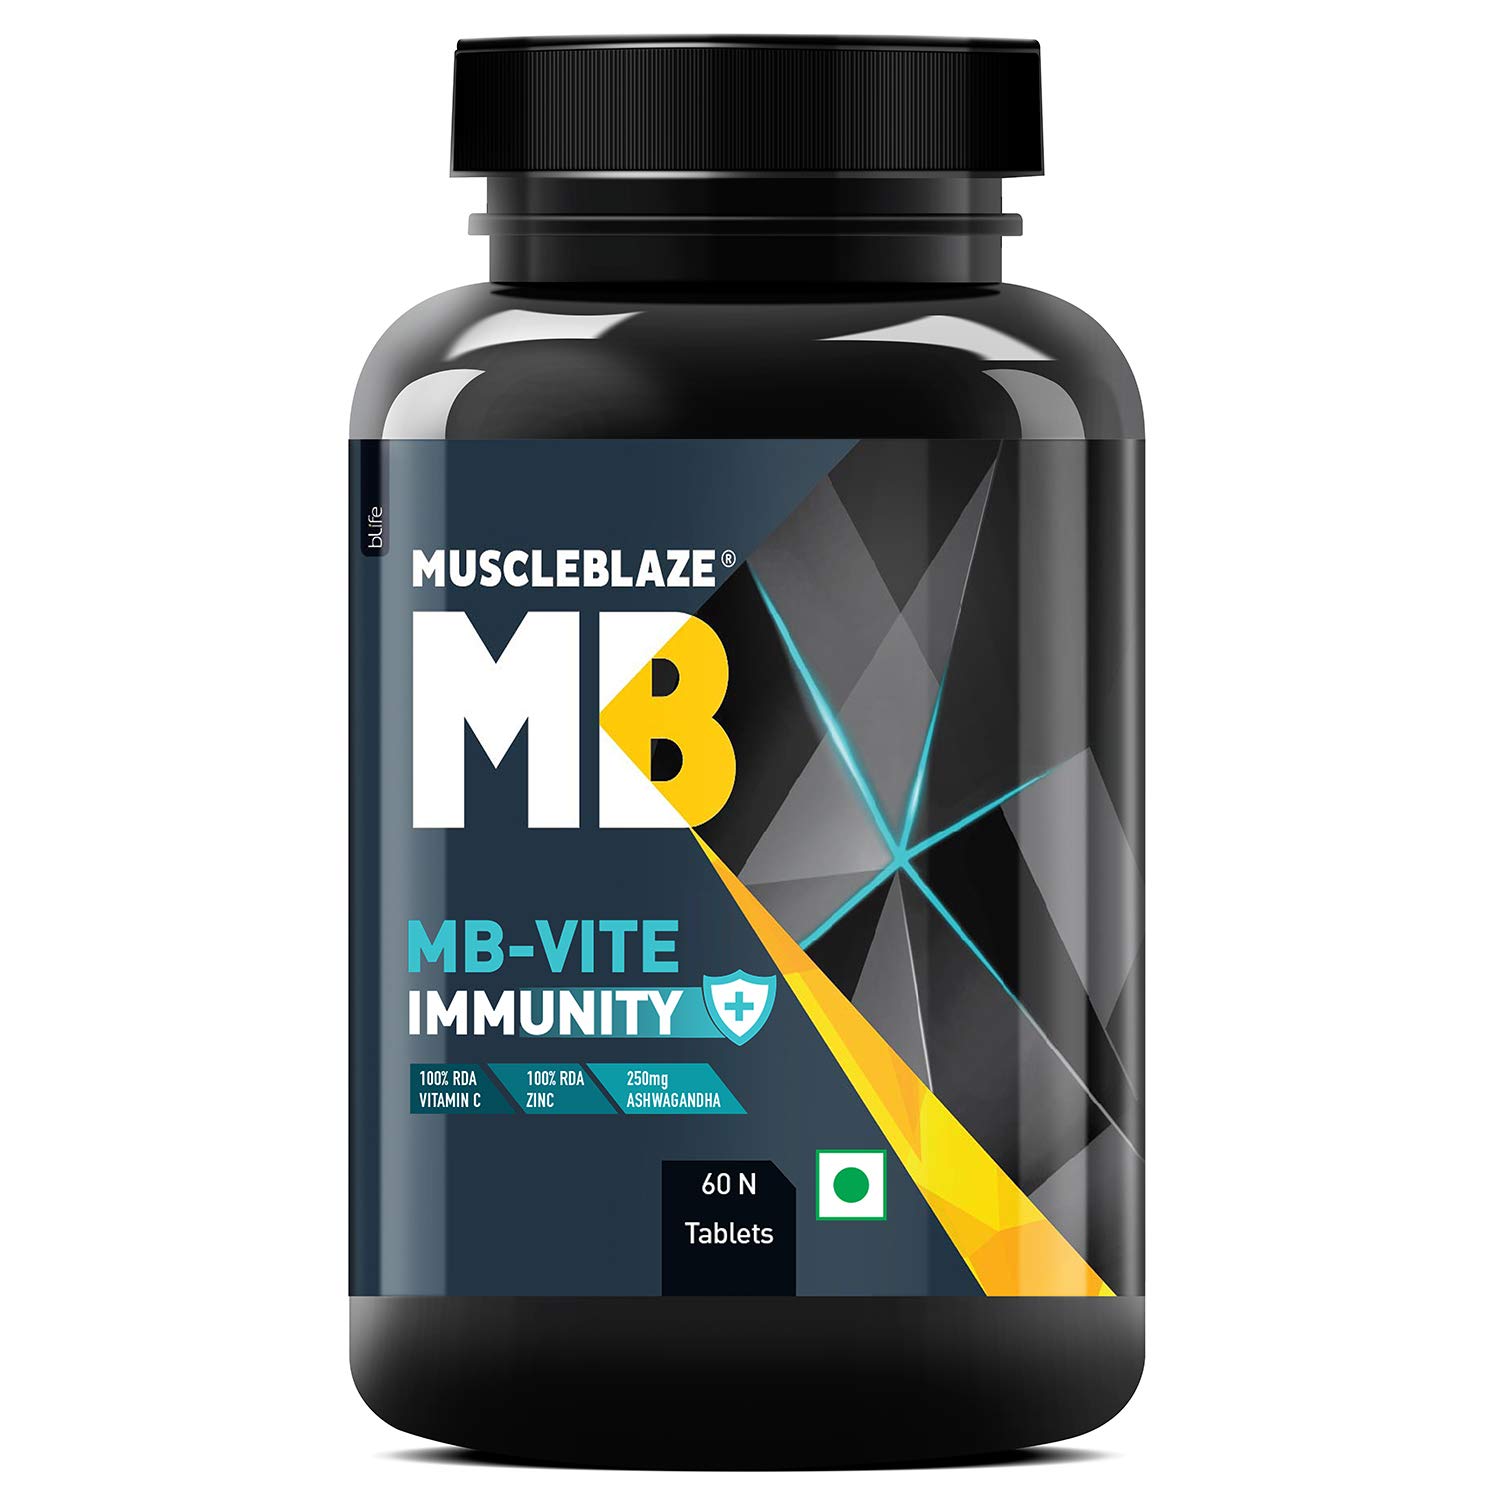 bLife
MUSCLEBLAZE®
MB
MB-VITE
IMMUNITY
100% RDA
VITAMIN C
100% RDA
ZINC
250mg
ASHWAGANDHA
60 N
Tablets